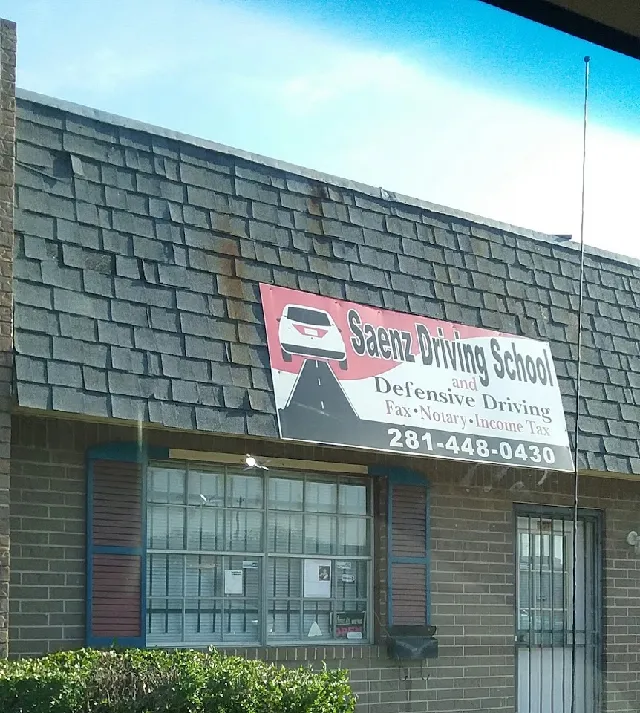 Saenz Driving School
and
Defensive Driving
Fax•Notary•Income Tax
281-448-0430